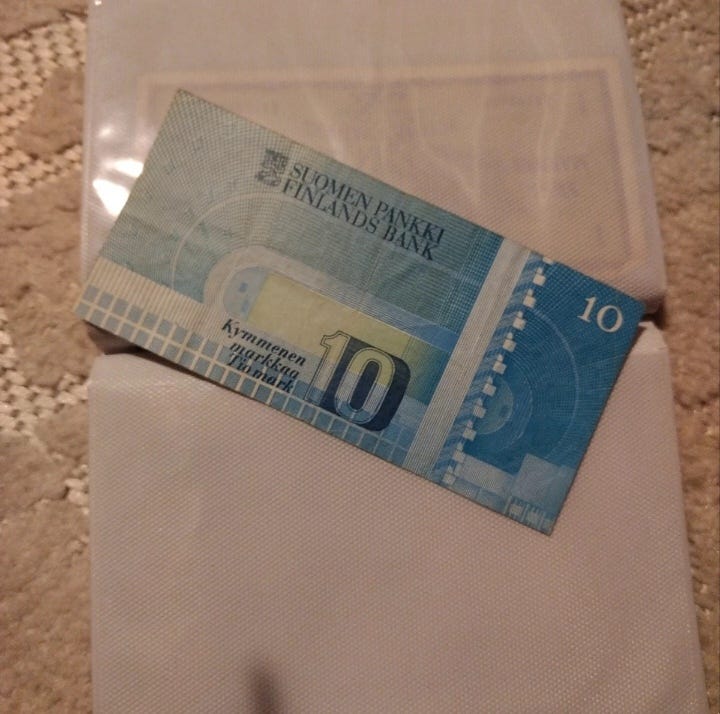 SUOMEN PANKKI
FINLANDS BANK
10
Kymmenen
markkaa
Tio mark
10